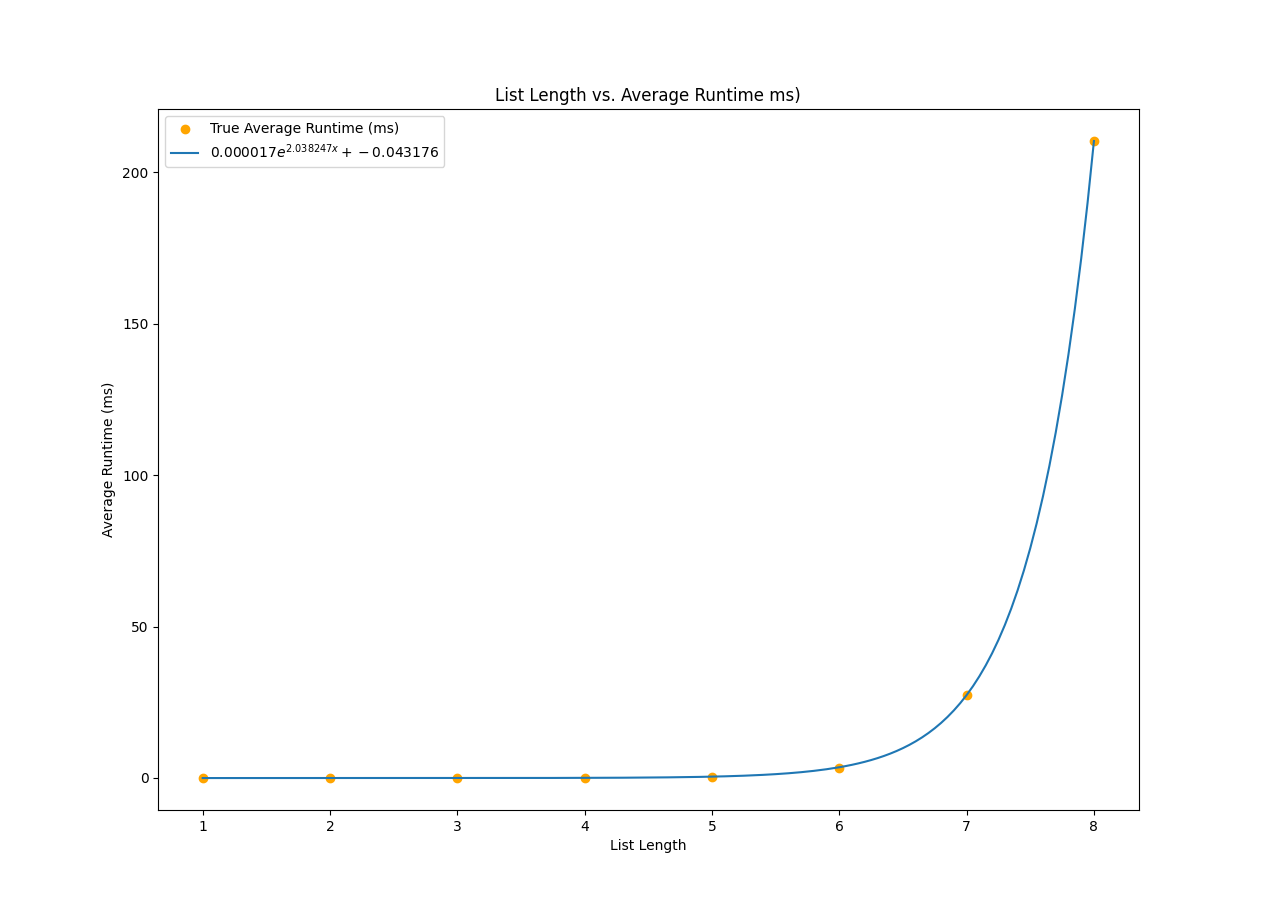 List Length vs. Average Runtime ms)
True Average Runtime (ms)
0.000017e^{2.038247x} + −0.043176
200
150
100
50
0
Average Runtime (ms)
1 2 3 4 5 6 7 8
List Length